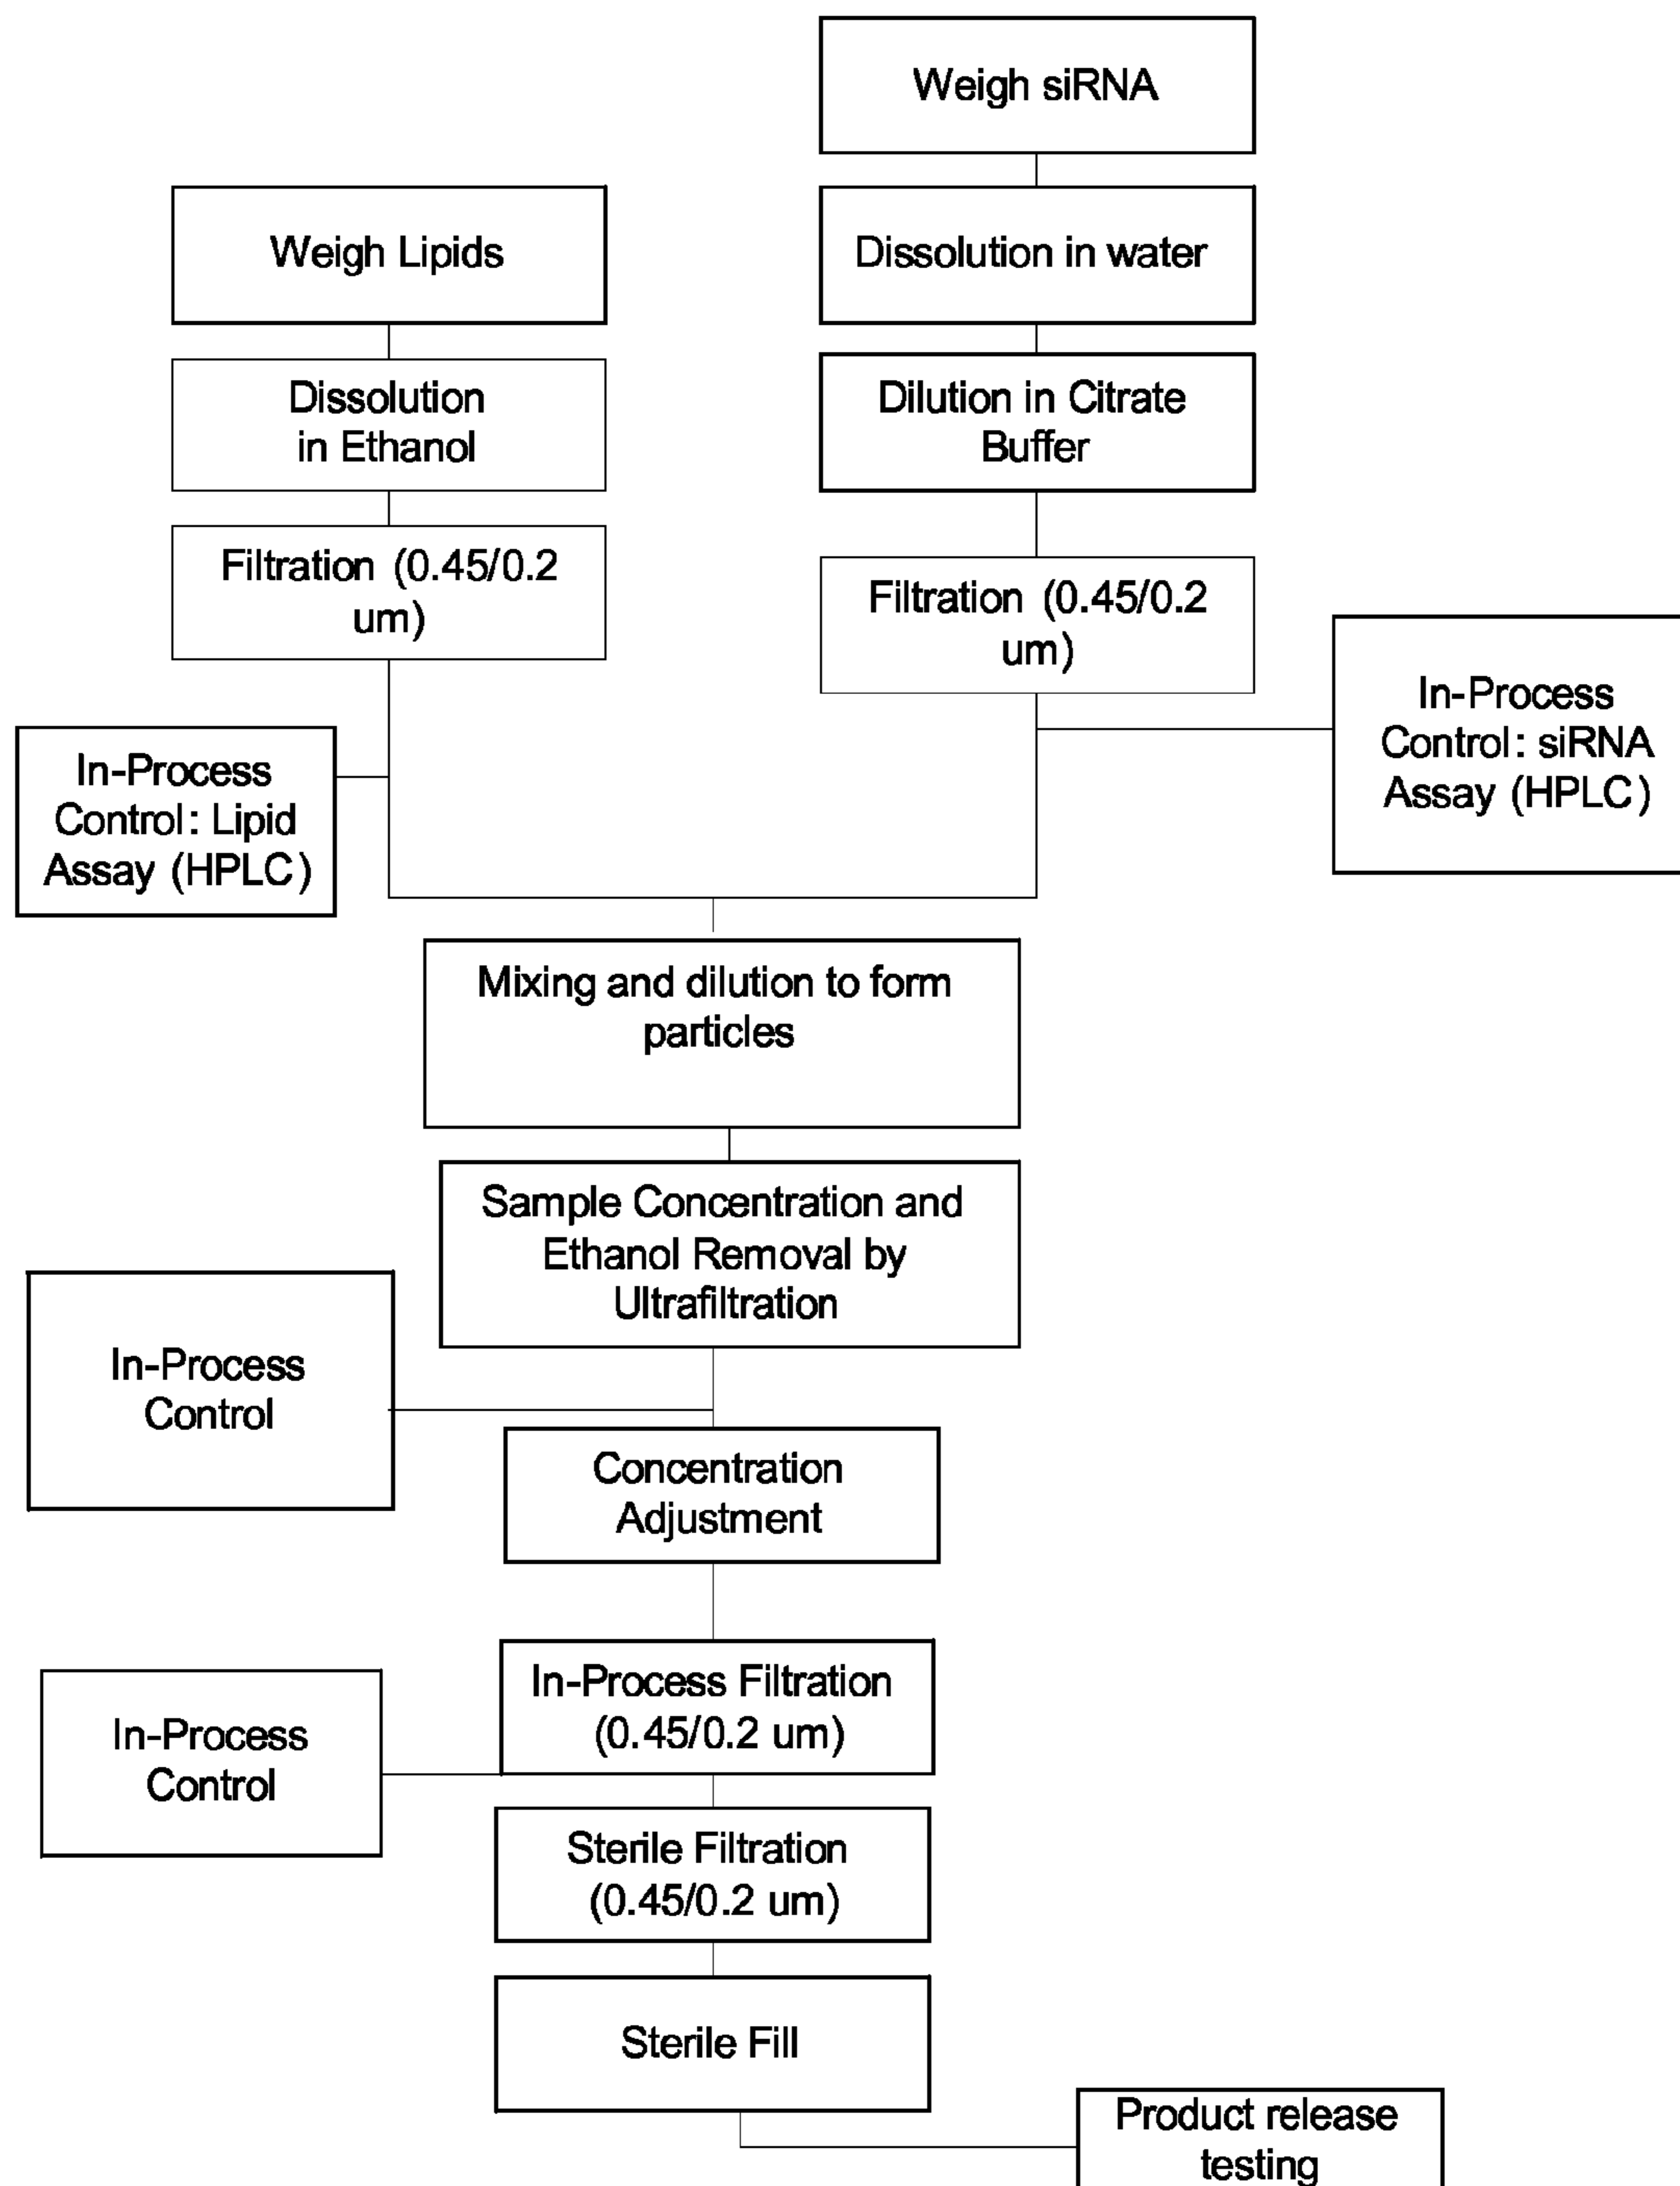 Weigh siRNA
Weigh Lipids
Dissolution in water
Dissolution
in Ethanol
Dilution in Citrate
Buffer
Filtration (0.45/0.2
um)
Filtration (0.45/0.2
um)
In-Process
Control: Lipid
Assay (HPLC)
In-Process
Control: siRNA
Assay (HPLC)
Mixing and dilution to form
particles
Sample Concentration and
Ethanol Removal by
Ultrafiltration
In-Process
Control
Concentration
Adjustment
In-Process Filtration
(0.45/0.2 um)
In-Process
Control
Sterile Filtration
(0.45/0.2 um)
Sterile Fill
Product release
testing